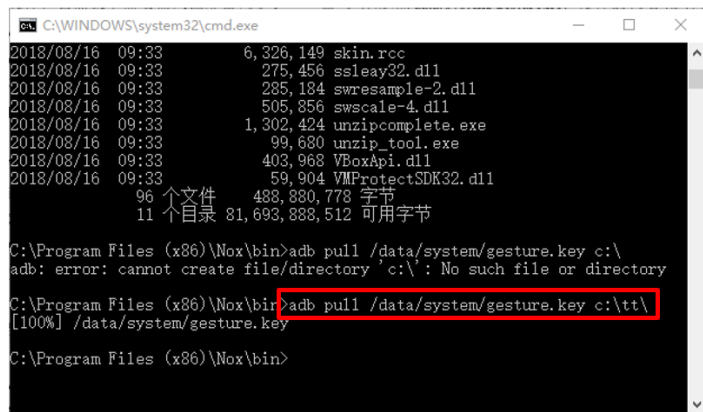 C:\WINDOWS\system32\cmd.exe
2018/08/16  09:33         6,326,149 skin.rcc
2018/08/16  09:33           275,456 ssleay32.dll
2018/08/16  09:33           285,184 swresample-2.dll
2018/08/16  09:33           505,856 swscale-4.dll
2018/08/16  09:33         1,302,424 unzipcomplete.exe
2018/08/16  09:33            99,680 unzip_tool.exe
2018/08/16  09:33           403,968 VBoxApi.dll
2018/08/16  09:33            59,904 VMProtectSDK32.dll
96 个文件    488,880,778 字节
11 个目录 81,693,888,512 可用字节
C:\Program Files (x86)\Nox\bin>adb pull /data/system/gesture.key c:\
adb: error: cannot create file/directory 'c:\': No such file or directory
C:\Program Files (x86)\Nox\bin>adb pull /data/system/gesture.key c:\tt\
[100%] /data/system/gesture.key
C:\Program Files (x86)\Nox\bin>